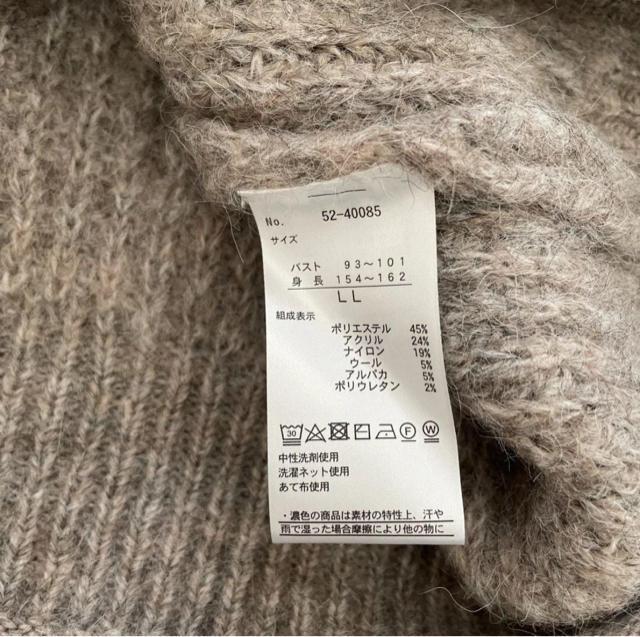 No. 52-40085
サイズ
バスト 93~101
身長 154~162
LL
組成表示
ポリエステル 45%
アクリル 24%
ナイロン 19%
ウール 5%
アルパカ 5%
ポリウレタン 2%
30 F W
中性洗剤使用
洗濯ネット使用
あて布使用
・濃色の商品は素材の特性上、汗や
雨で湿った場合摩擦により他の物に